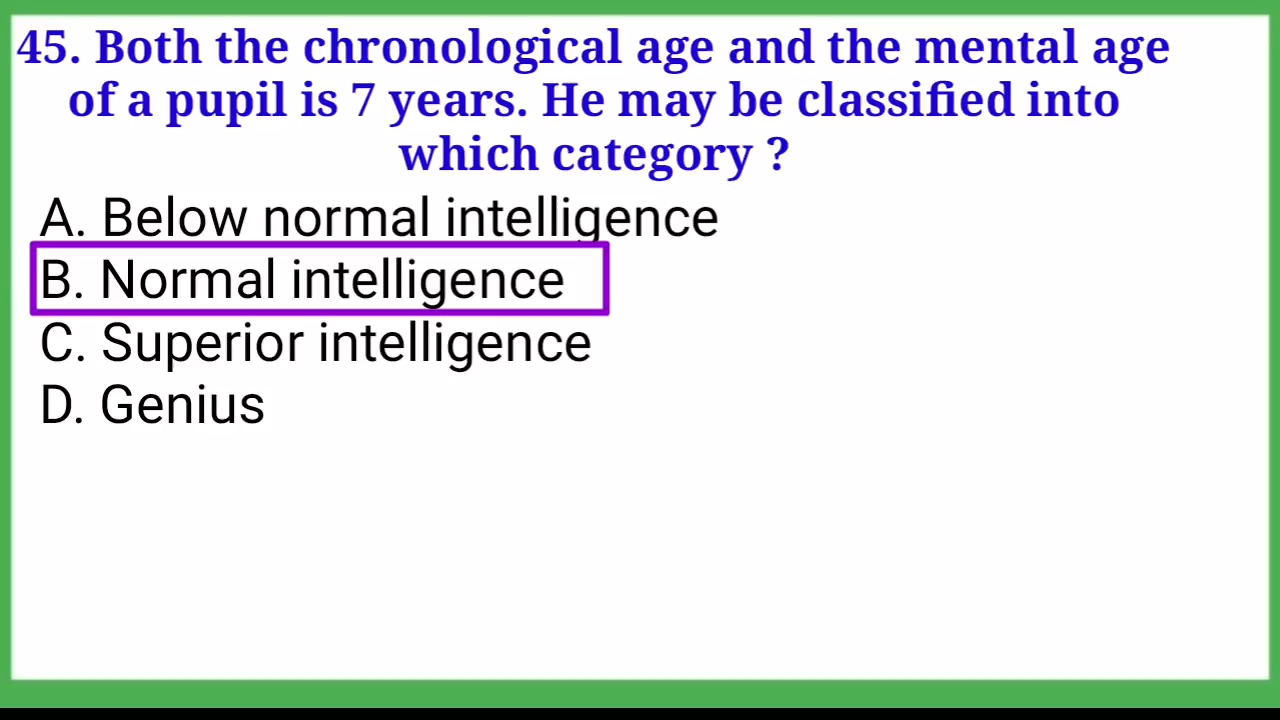 45. Both the chronological age and the mental age
of a pupil is 7 years. He may be classified into
which category ?
A. Below normal intelligence
B. Normal intelligence
C. Superior intelligence
D. Genius